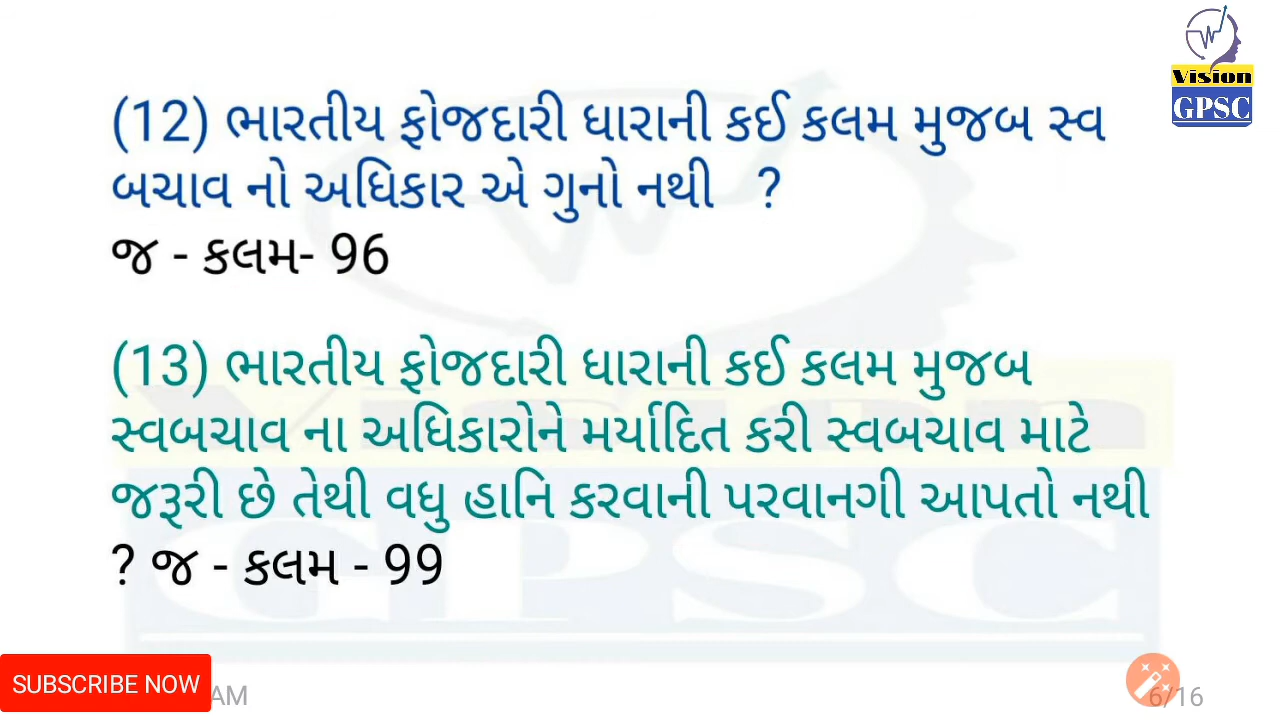 Vision
GPSC
(12) ભારતીય ફોજદારી ધારાની કઈ કલમ મુજબ સ્વ
બચાવ નો અધિકાર એ ગુનો નથી ?
જ - કલમ- 96
(13) ભારતીય ફોજદારી ધારાની કઈ કલમ મુજબ
સ્વબચાવ ના અધિકારોને મર્યાદિત કરી સ્વબચાવ માટે
જરૂરી છે તેથી વધુ હાનિ કરવાની પરવાનગી આપતો નથી
? જ - કલમ - 99
SUBSCRIBE NOW AM
6/16